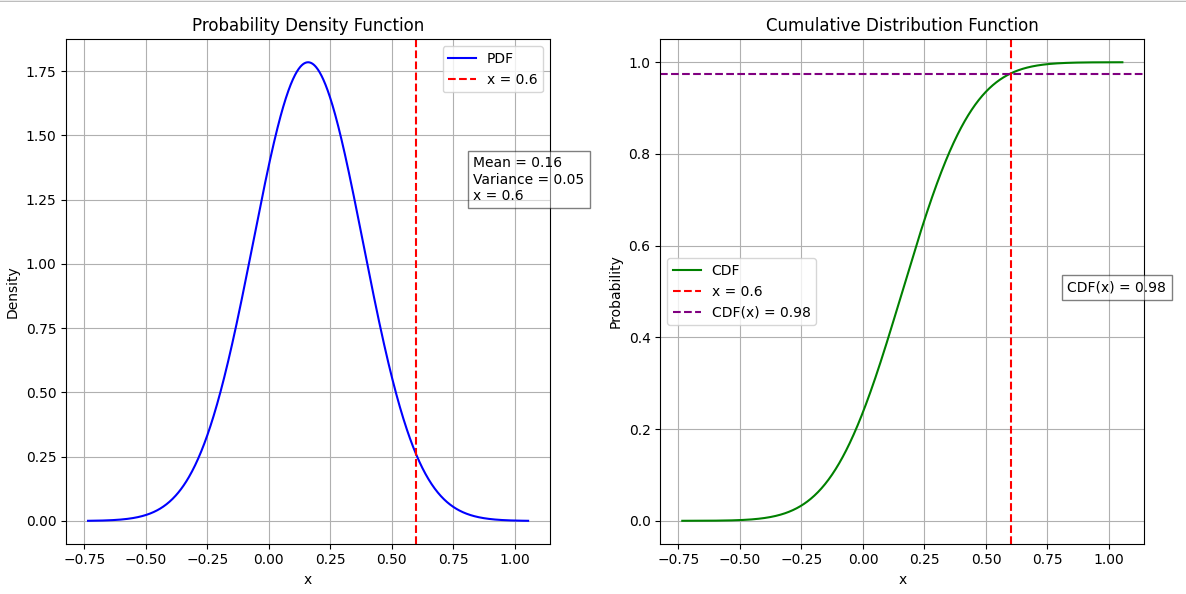 Probability Density Function
1.75
1.50
1.25
1.00
0.75
0.50
0.25
0.00
Density
−0.75 −0.50 −0.25 0.00 0.25 0.50 0.75 1.00
x
PDF
x = 0.6
Mean = 0.16
Variance = 0.05
x = 0.6
Cumulative Distribution Function
1.0
0.8
0.6
0.4
0.2
0.0
Probability
−0.75 −0.50 −0.25 0.00 0.25 0.50 0.75 1.00
x
CDF
x = 0.6
CDF(x) = 0.98
CDF(x) = 0.98